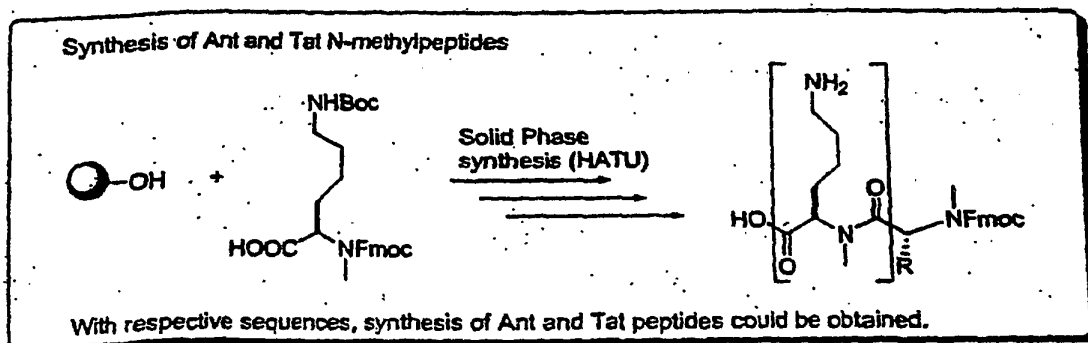 Synthesis of Ant and Tat N-methylpeptides
NHBoc
NH2
Solid Phase
synthesis (HATU)
OH
+
O
HO
N
NFmoc
HOOC
NFmoc
O
R
With respective sequences, synthesis of Ant and Tat peptides could be obtained.